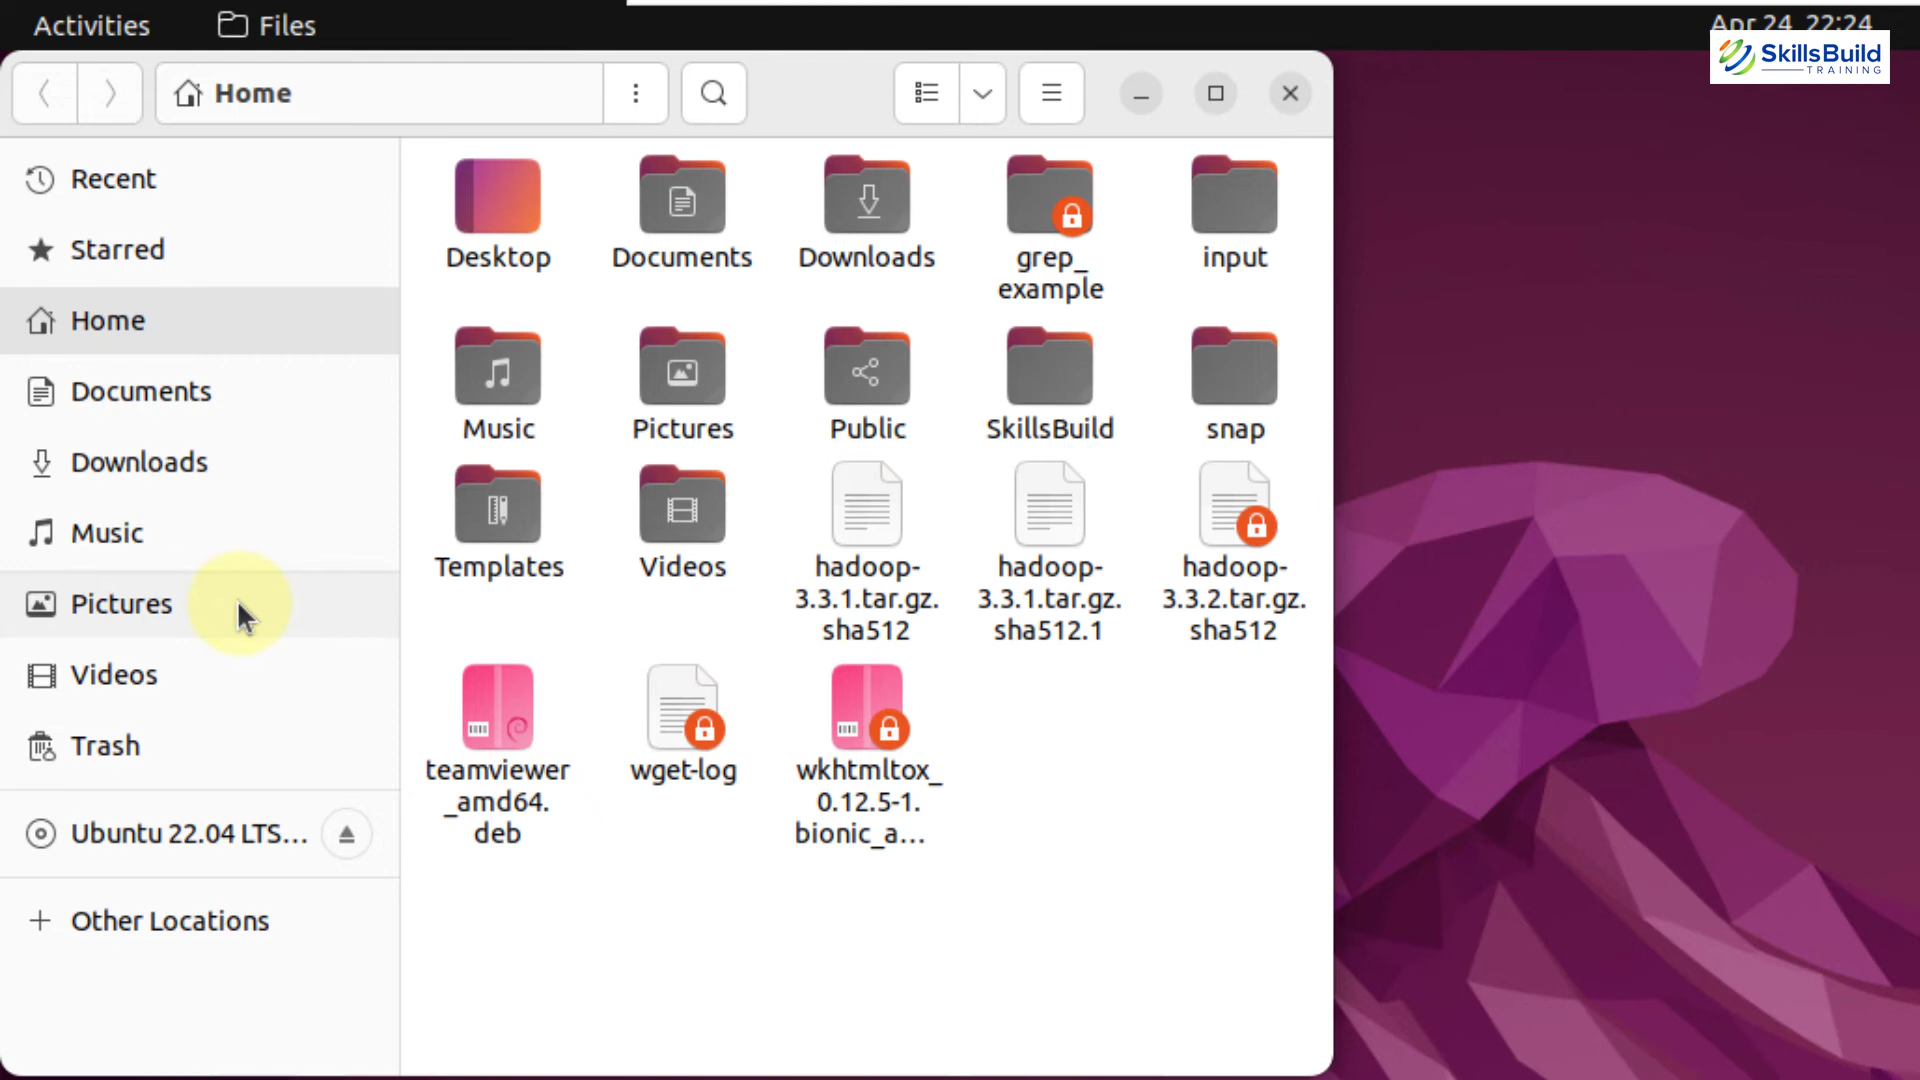 Activities
Files
Apr 24 22:24
SkillsBuild
TRAINING
Home
Recent
Starred
Home
Documents
Downloads
Music
Pictures
Videos
Trash
Ubuntu 22.04 LTS...
Other Locations
Desktop
Documents
Downloads
grep_
example
input
Music
Pictures
Public
SkillsBuild
snap
Templates
Videos
hadoop-
3.3.1.tar.gz.
sha512
hadoop-
3.3.1.tar.gz.
sha512.1
hadoop-
3.3.2.tar.gz.
sha512
teamviewer
_amd64.
deb
wget-log
wkhtmltox_
0.12.5-1.
bionic_a...